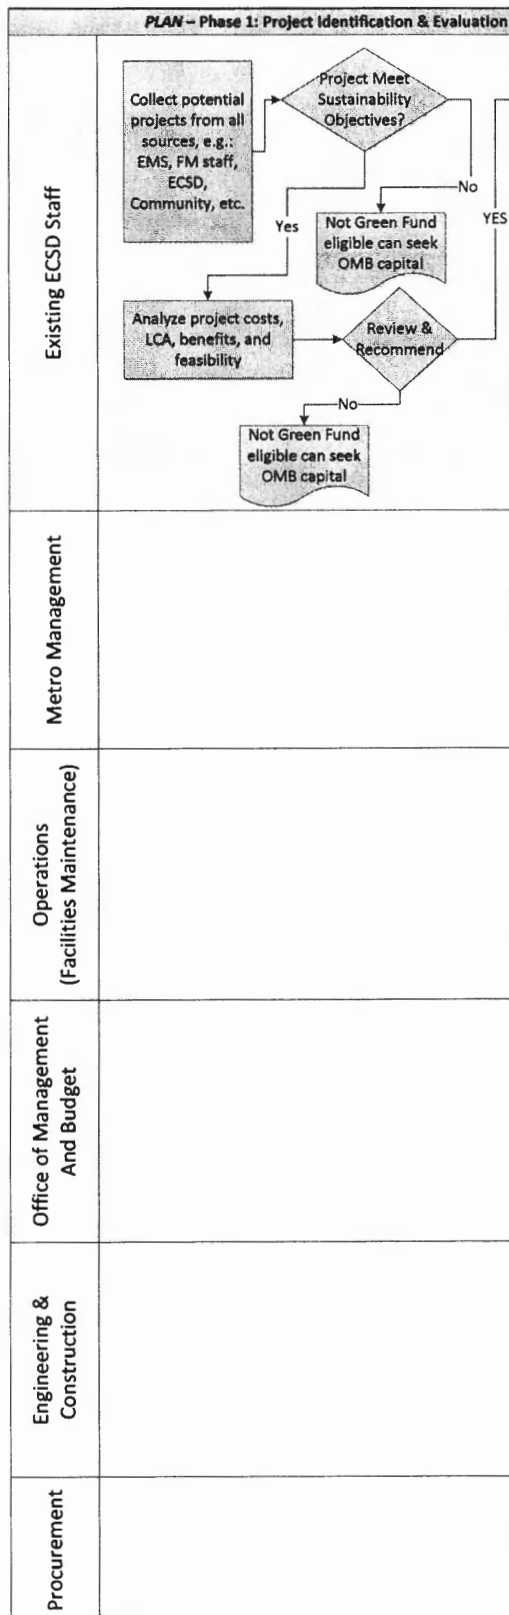 PLAN – Phase 1: Project Identification & Evaluation
Existing ECSD Staff
Collect potential
projects from all
sources, e.g.:
EMS, FM staff,
ECSD,
Community, etc.
Project Meet
Sustainability
Objectives?
No
YES
Yes
Not Green Fund
eligible can seek
OMB capital
Analyze project costs,
LCA, benefits, and
feasibility
Review &
Recommend
No
Not Green Fund
eligible can seek
OMB capital
Metro Management
Operations
(Facilities Maintenance)
Office of Management
And Budget
Engineering &
Construction
Procurement